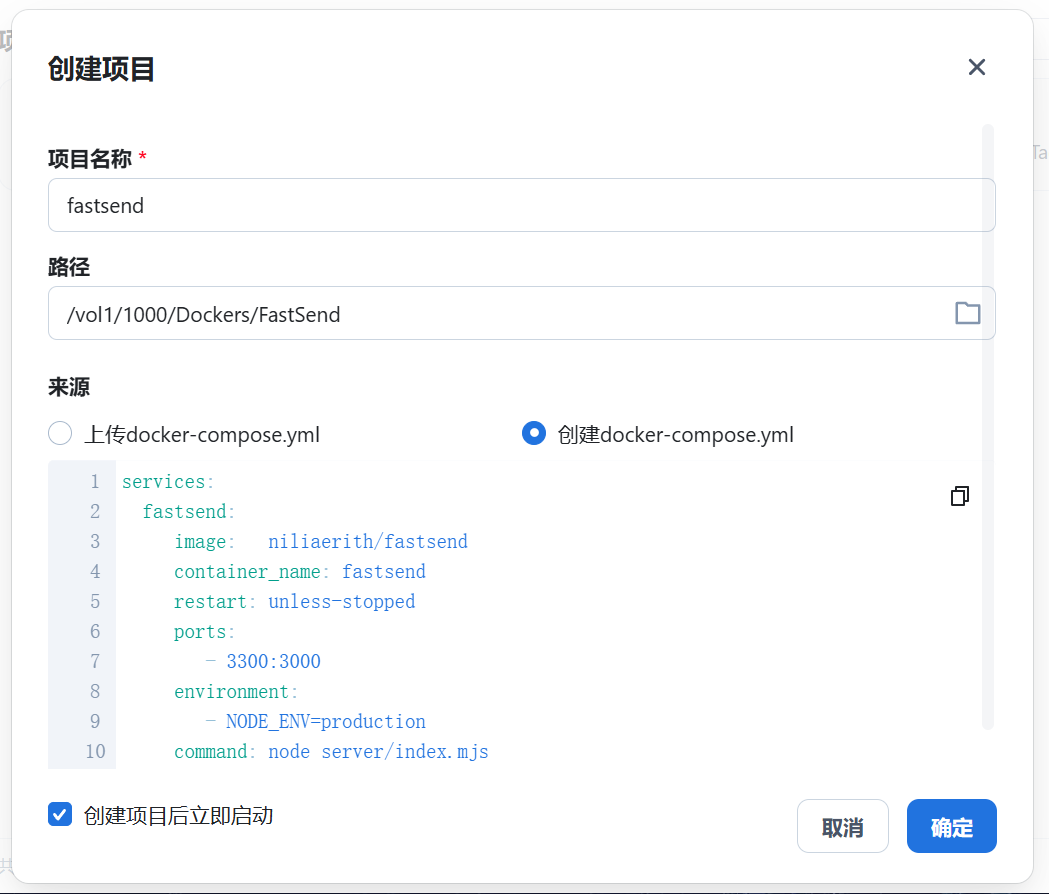 创建项目
项目名称 *
fastsend
路径
/vol1/1000/Dockers/FastSend
来源
上传docker-compose.yml
创建docker-compose.yml
1 services:
2   fastsend:
3      image:   niliaerith/fastsend
4      container_name: fastsend
5      restart: unless-stopped
6      ports:
7         - 3300:3000
8      environment:
9         - NODE_ENV=production
10      command: node server/index.mjs
创建项目后立即启动
取消
确定